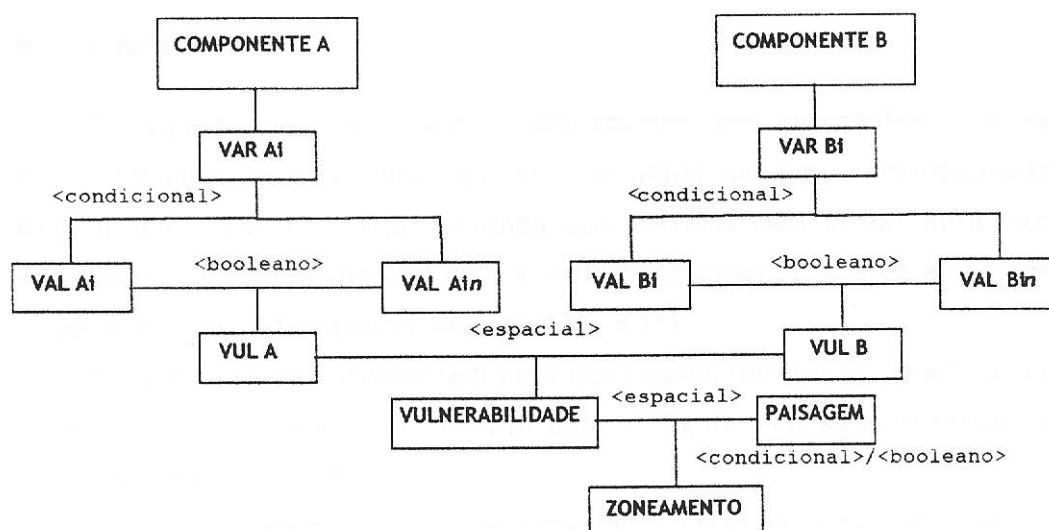 COMPONENTE A
COMPONENTE B
VAR Ai
VAR Bi
<condicional>
<condicional>
VAL Ai
<booleano>
VAL Ain
VAL Bi
<booleano>
VAL Bin
VUL A
<espacial>
VUL B
VULNERABILIDADE
<espacial>
PAISAGEM
<condicional>/<booleano>
ZONEAMENTO